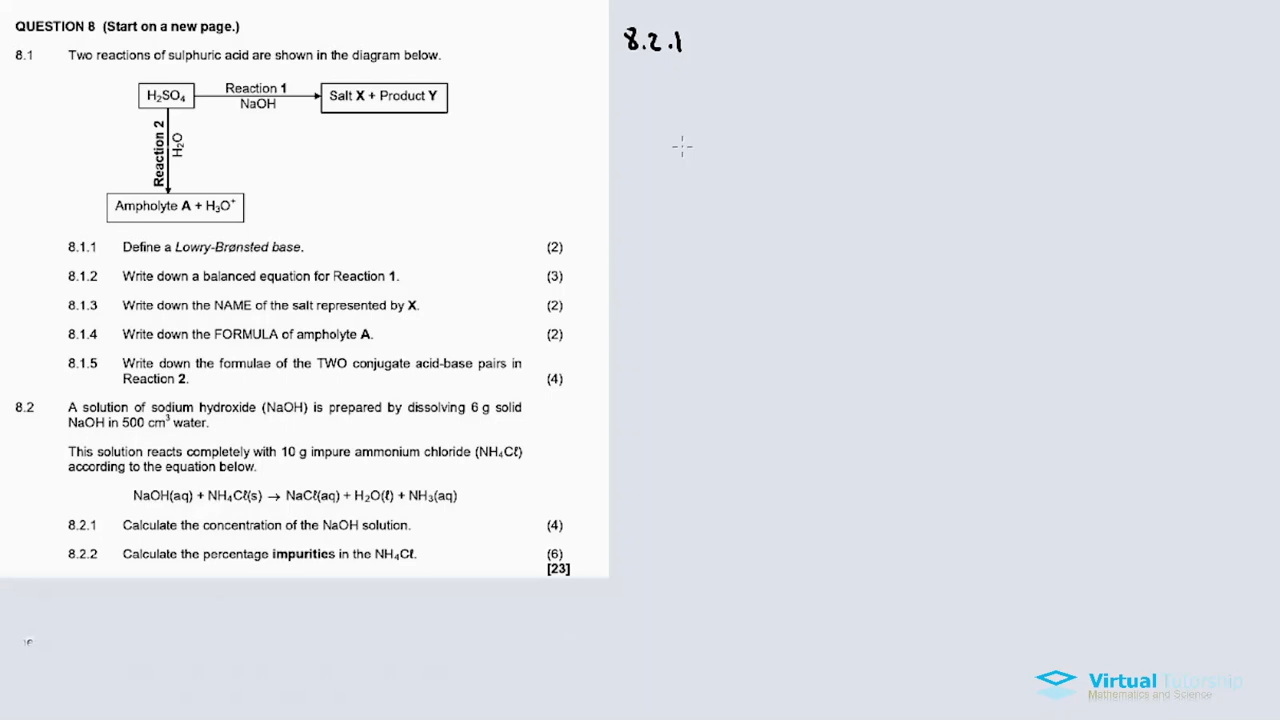 QUESTION 8 (Start on a new page.)
8.1 Two reactions of sulphuric acid are shown in the diagram below.
H₂SO₄
Reaction 1
NaOH
Salt X + Product Y
Reaction 2
H₂O
Ampholyte A + H₃O⁺
8.1.1 Define a Lowry-Brønsted base. (2)
8.1.2 Write down a balanced equation for Reaction 1. (3)
8.1.3 Write down the NAME of the salt represented by X. (2)
8.1.4 Write down the FORMULA of ampholyte A. (2)
8.1.5 Write down the formulae of the TWO conjugate acid-base pairs in
Reaction 2. (4)
8.2 A solution of sodium hydroxide (NaOH) is prepared by dissolving 6 g solid
NaOH in 500 cm³ water.
This solution reacts completely with 10 g impure ammonium chloride (NH₄Cℓ)
according to the equation below.
NaOH(aq) + NH₄Cℓ(s) → NaCℓ(aq) + H₂O(ℓ) + NH₃(aq)
8.2.1 Calculate the concentration of the NaOH solution. (4)
8.2.2 Calculate the percentage impurities in the NH₄Cℓ. (6)
[23]
8.2.1
Virtual Tutorship
Mathematics and Science